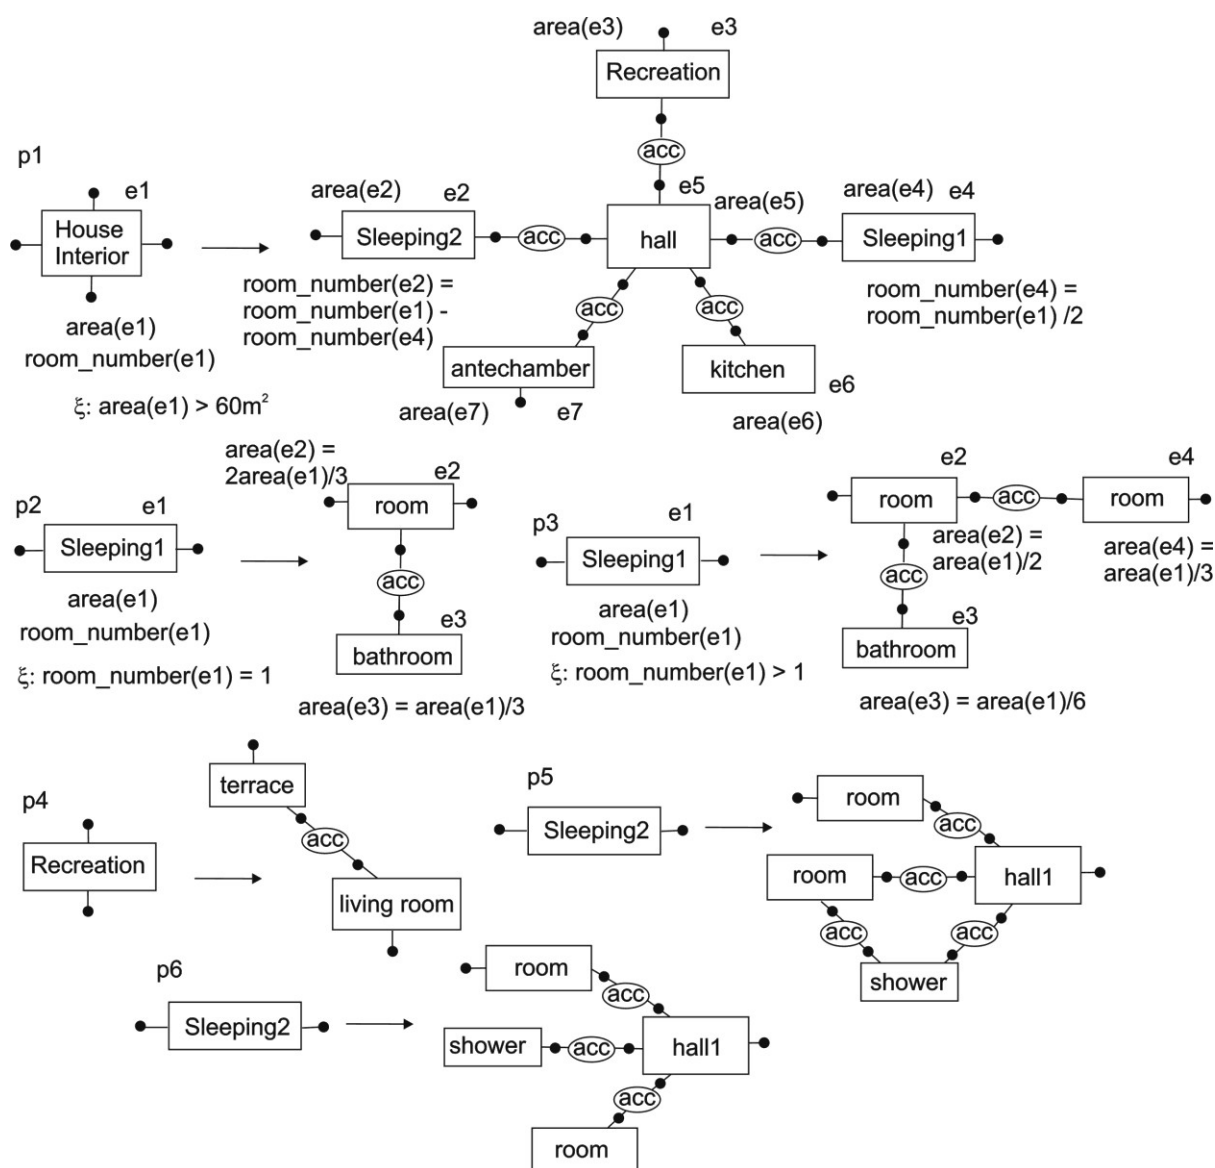 area(e3)
e3
Recreation
acc
p1
e1
House
Interior
area(e1)
room_number(e1)
ξ: area(e1) > 60m²
area(e2)
e2
Sleeping2
acc
room_number(e2) =
room_number(e1) -
room_number(e4)
e5
area(e5)
hall
acc
area(e4)
e4
Sleeping1
room_number(e4) =
room_number(e1) /2
acc
acc
antechamber
area(e7)
e7
kitchen
e6
area(e6)
p2
e1
Sleeping1
area(e1)
room_number(e1)
ξ: room_number(e1) = 1
area(e2) =
2area(e1)/3
e2
room
acc
e3
bathroom
area(e3) = area(e1)/3
p3
e1
Sleeping1
area(e1)
room_number(e1)
ξ: room_number(e1) > 1
e2
room
acc
e4
room
area(e2) =
area(e1)/2
area(e4) =
area(e1)/3
acc
e3
bathroom
area(e3) = area(e1)/6
p4
Recreation
terrace
acc
living room
p5
Sleeping2
room
acc
room
acc
hall1
acc
acc
shower
p6
Sleeping2
room
acc
shower
acc
hall1
acc
room